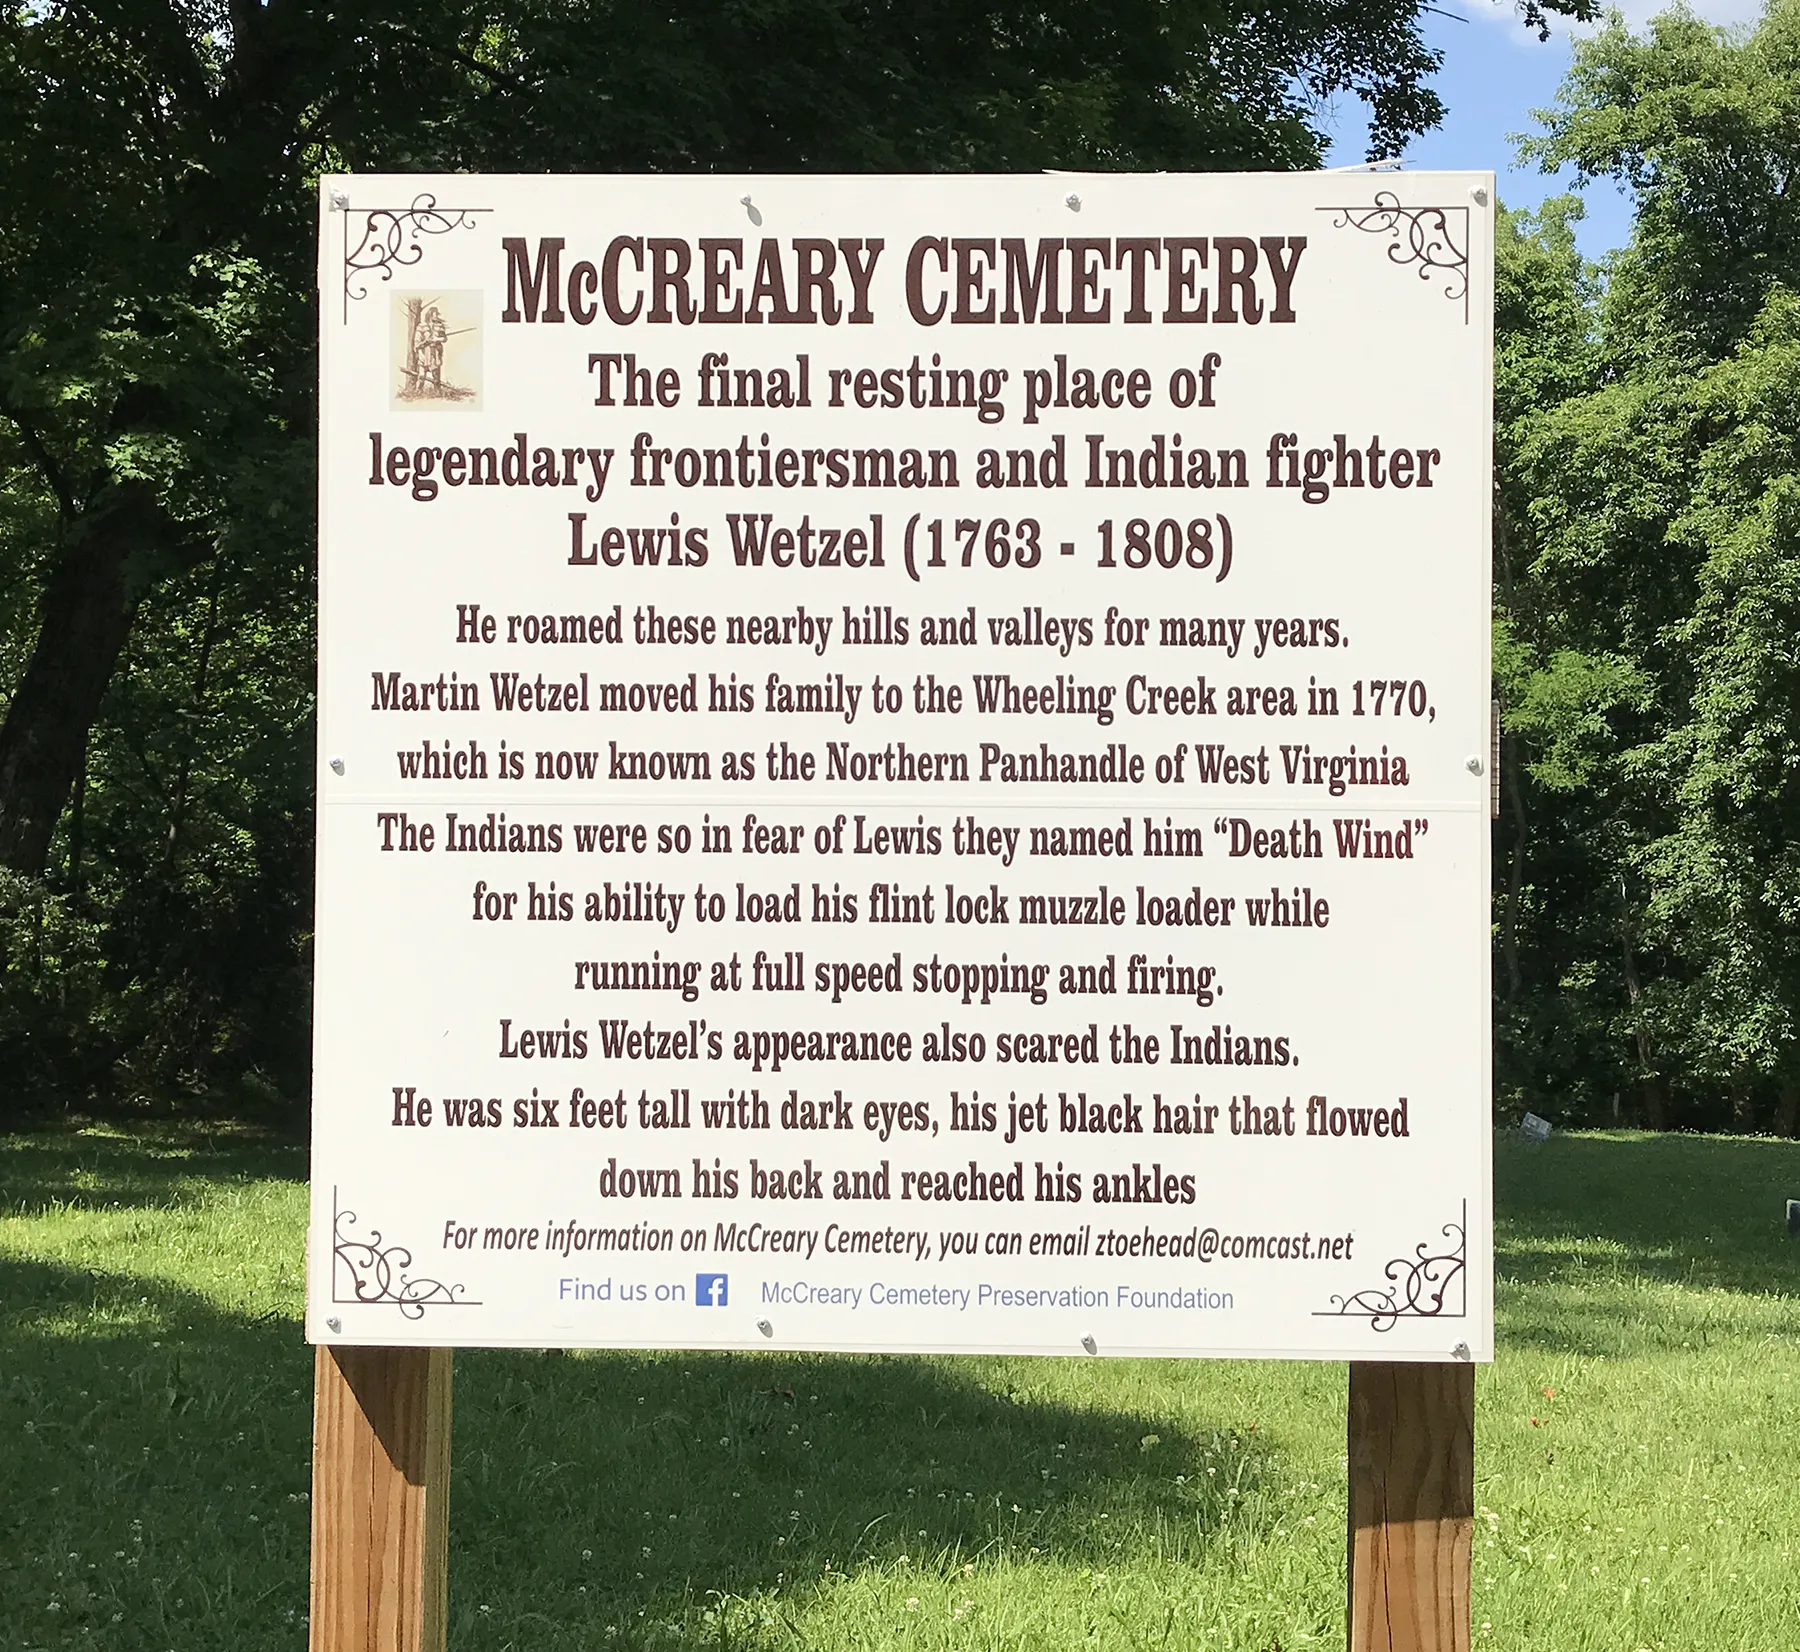 McCREARY CEMETERY
The final resting place of
legendary frontiersman and Indian fighter
Lewis Wetzel (1763 - 1808)
He roamed these nearby hills and valleys for many years.
Martin Wetzel moved his family to the Wheeling Creek area in 1770,
which is now known as the Northern Panhandle of West Virginia
The Indians were so in fear of Lewis they named him “Death Wind”
for his ability to load his flint lock muzzle loader while
running at full speed stopping and firing.
Lewis Wetzel’s appearance also scared the Indians.
He was six feet tall with dark eyes, his jet black hair that flowed
down his back and reached his ankles
For more information on McCreary Cemetery, you can email ztoehead@comcast.net
Find us on f McCreary Cemetery Preservation Foundation